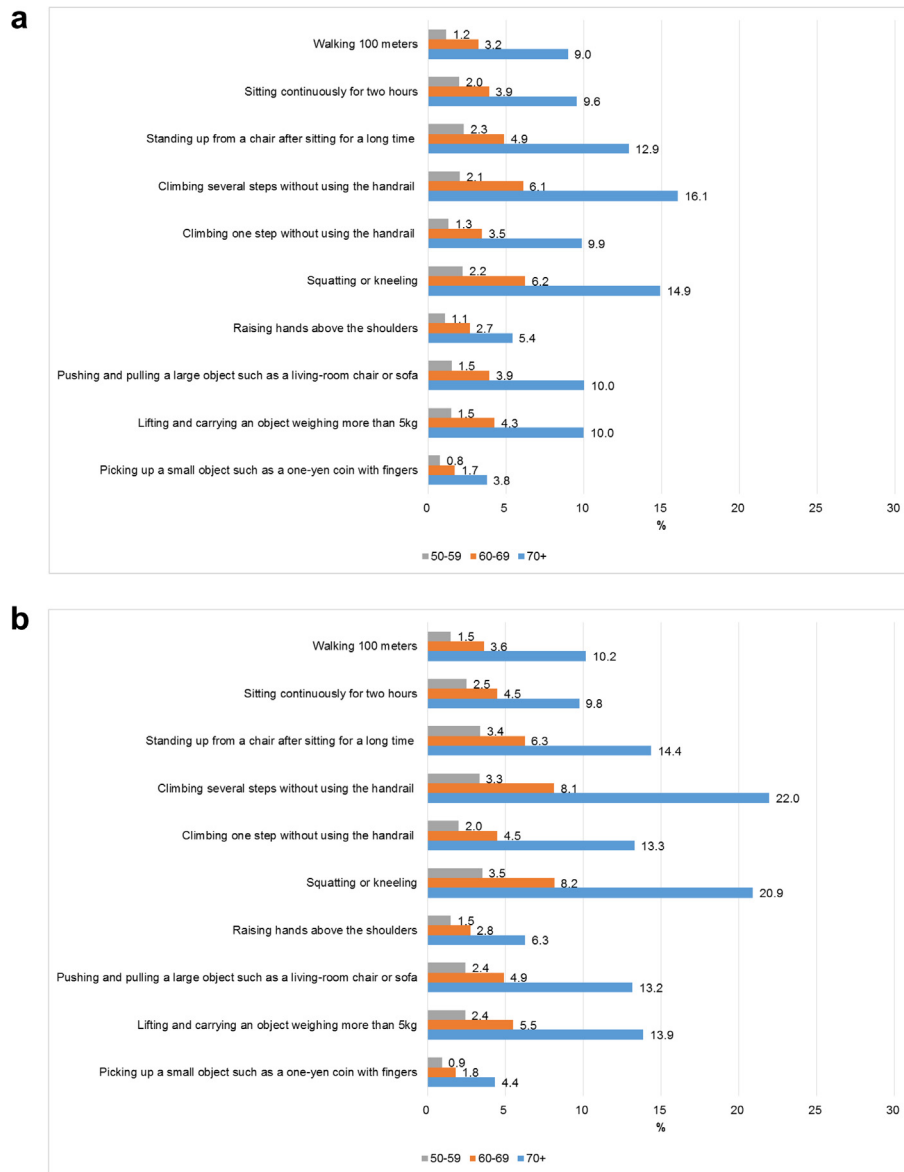 a
Walking 100 meters
1.2
3.2
9.0
Sitting continuously for two hours
2.0
3.9
9.6
Standing up from a chair after sitting for a long time
2.3
4.9
12.9
Climbing several steps without using the handrail
2.1
6.1
16.1
Climbing one step without using the handrail
1.3
3.5
9.9
Squatting or kneeling
2.2
6.2
14.9
Raising hands above the shoulders
1.1
2.7
5.4
Pushing and pulling a large object such as a living-room chair or sofa
1.5
3.9
10.0
Lifting and carrying an object weighing more than 5kg
1.5
4.3
10.0
Picking up a small object such as a one-yen coin with fingers
0.8
1.7
3.8
0 5 10 15 20 25 30
%
50-59 60-69 70+
b
Walking 100 meters
1.5
3.6
10.2
Sitting continuously for two hours
2.5
4.5
9.8
Standing up from a chair after sitting for a long time
3.4
6.3
14.4
Climbing several steps without using the handrail
3.3
8.1
22.0
Climbing one step without using the handrail
2.0
4.5
13.3
Squatting or kneeling
3.5
8.2
20.9
Raising hands above the shoulders
1.5
2.8
6.3
Pushing and pulling a large object such as a living-room chair or sofa
2.4
4.9
13.2
Lifting and carrying an object weighing more than 5kg
2.4
5.5
13.9
Picking up a small object such as a one-yen coin with fingers
0.9
1.8
4.4
0 5 10 15 20 25 30
%
50-59 60-69 70+